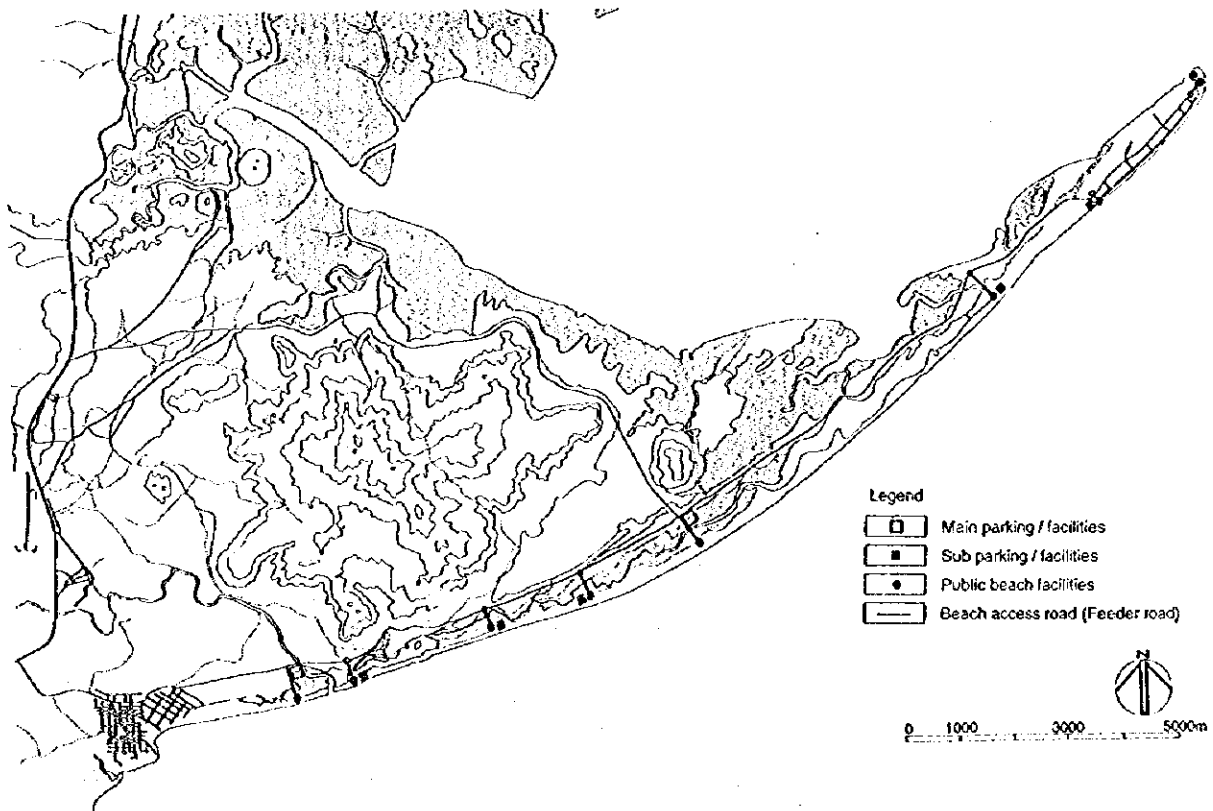 Legend
Main parking / facilities
Sub parking / facilities
Public beach facilities
Beach access road (Feeder road)
N
0 1000 3000 5000m